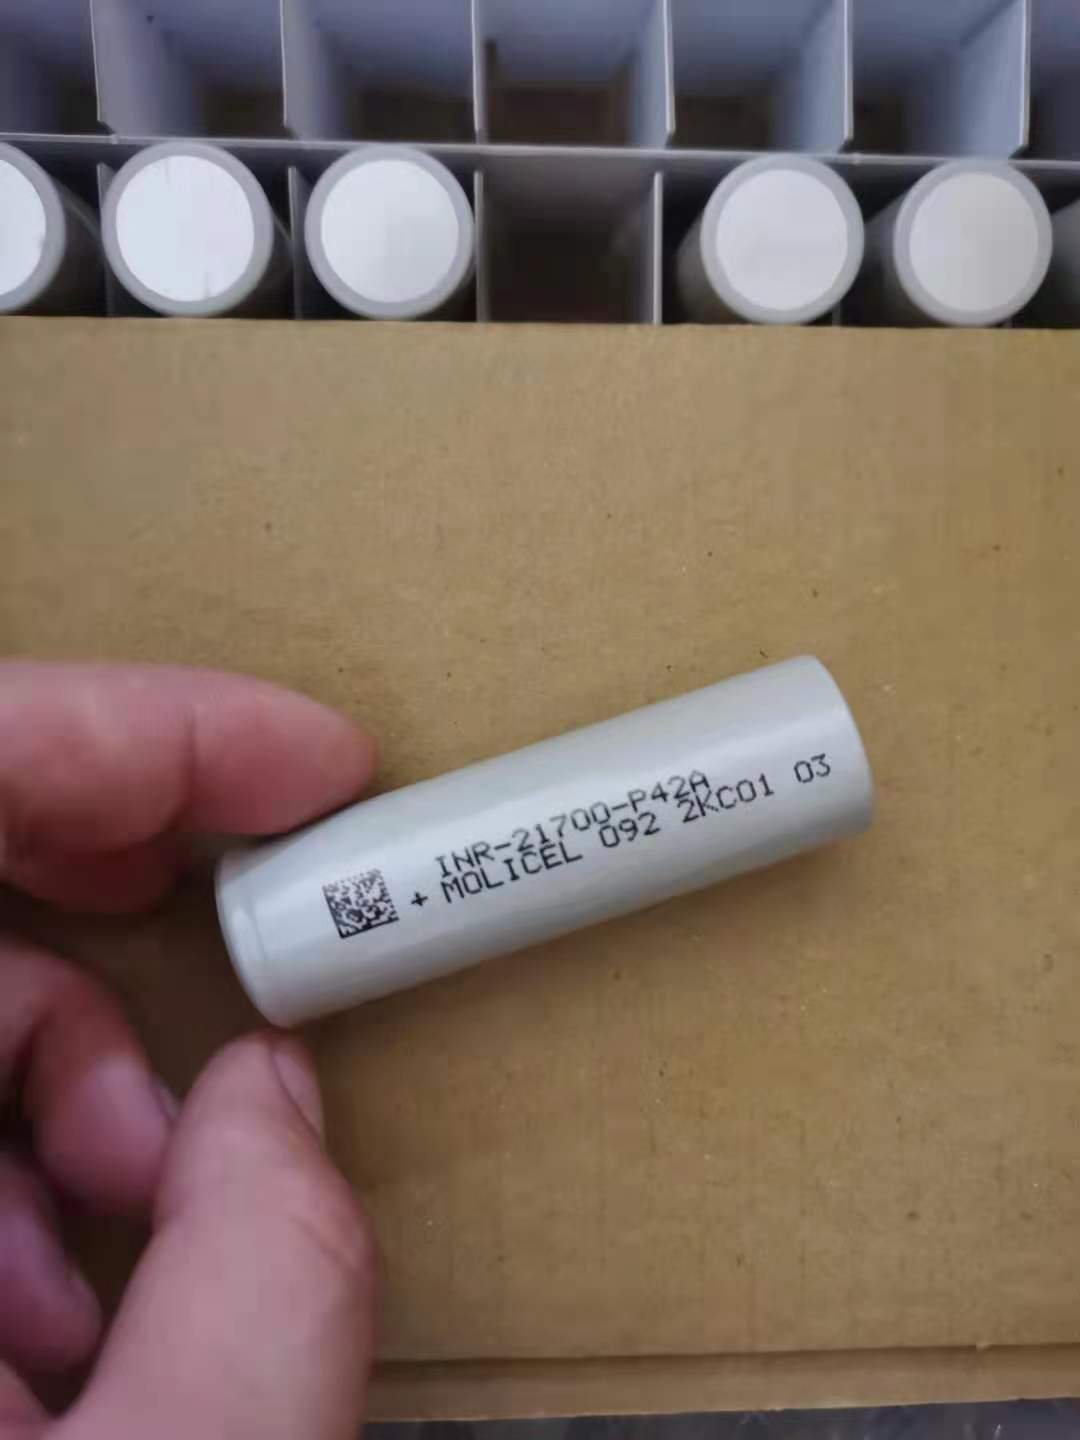 INR-21700-P42A
+ MOLICEL 092 2KC01 03